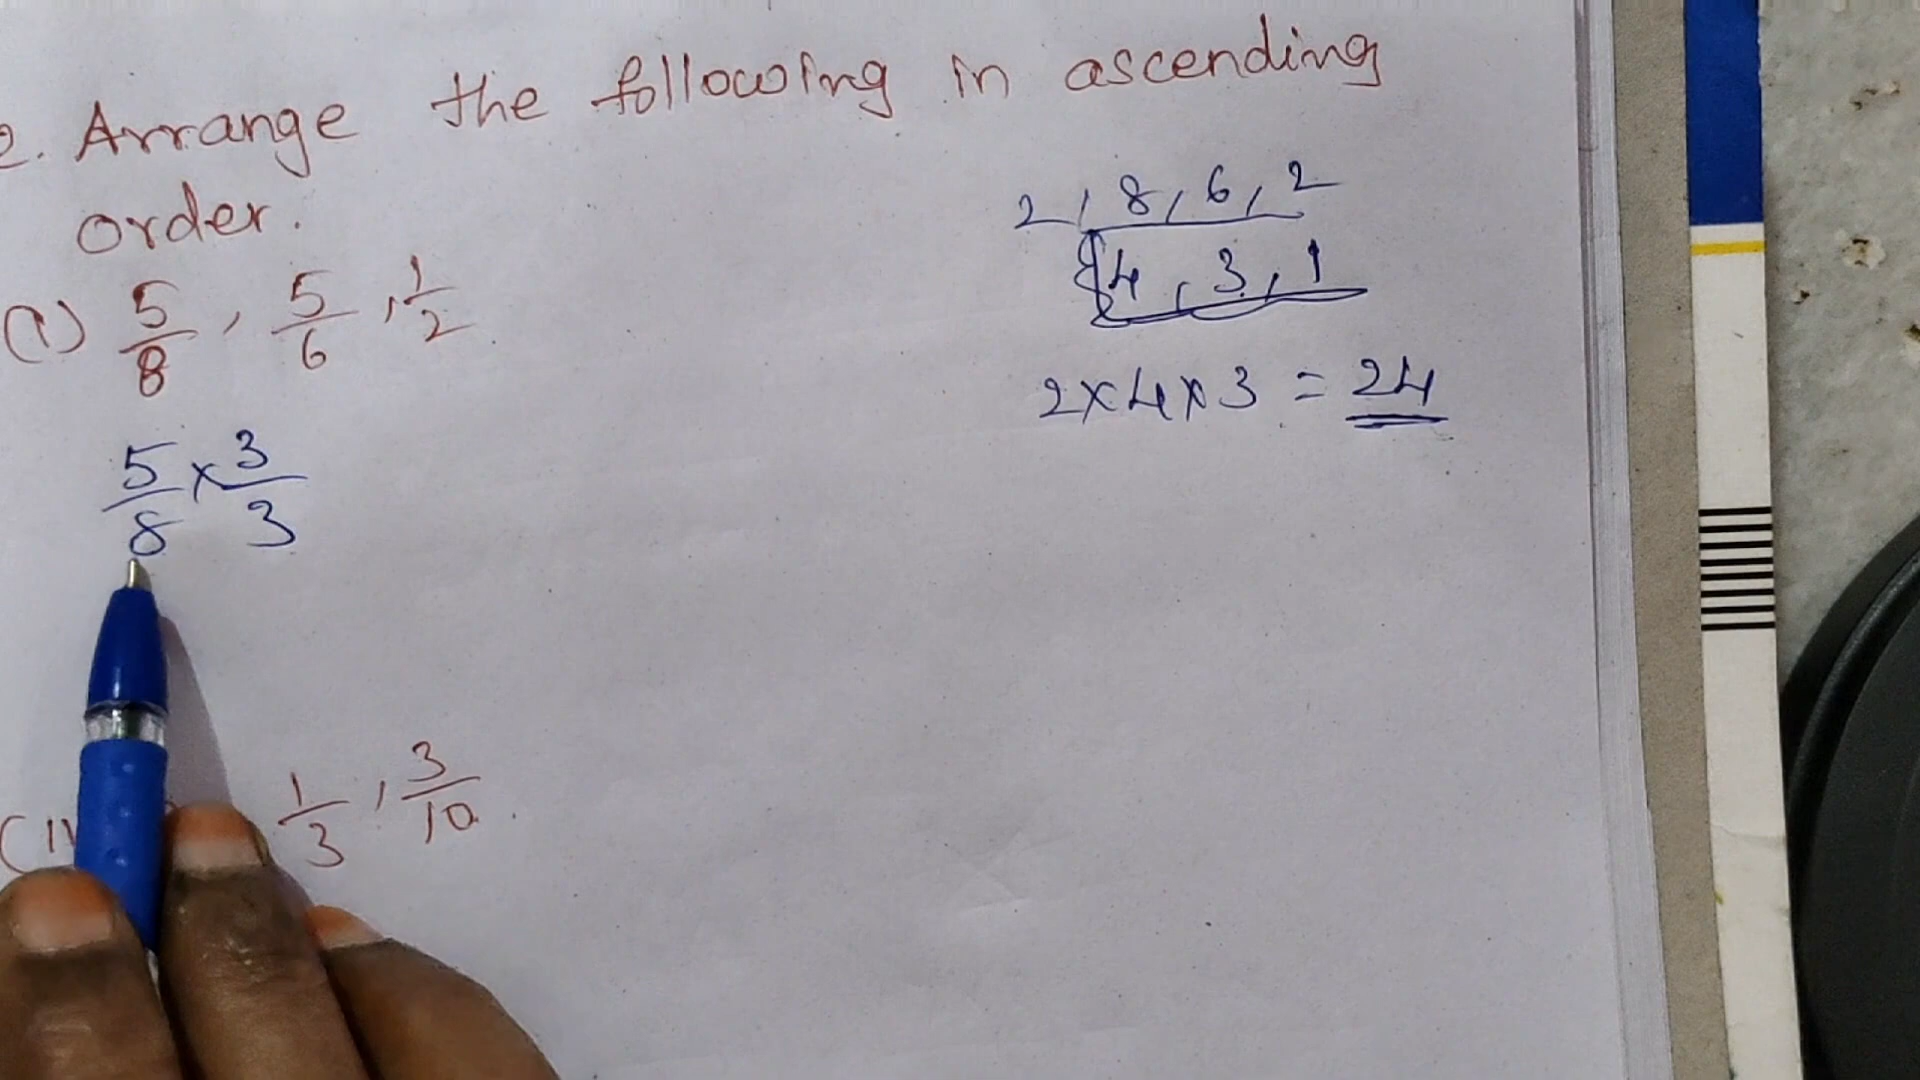 2. Arrange the following in ascending
order.
(i) 5/8, 5/6, 1/2
2, 8, 6, 2
4, 3, 1
2×4×3 = 24
5/8 × 3/3
1/3, 3/10.